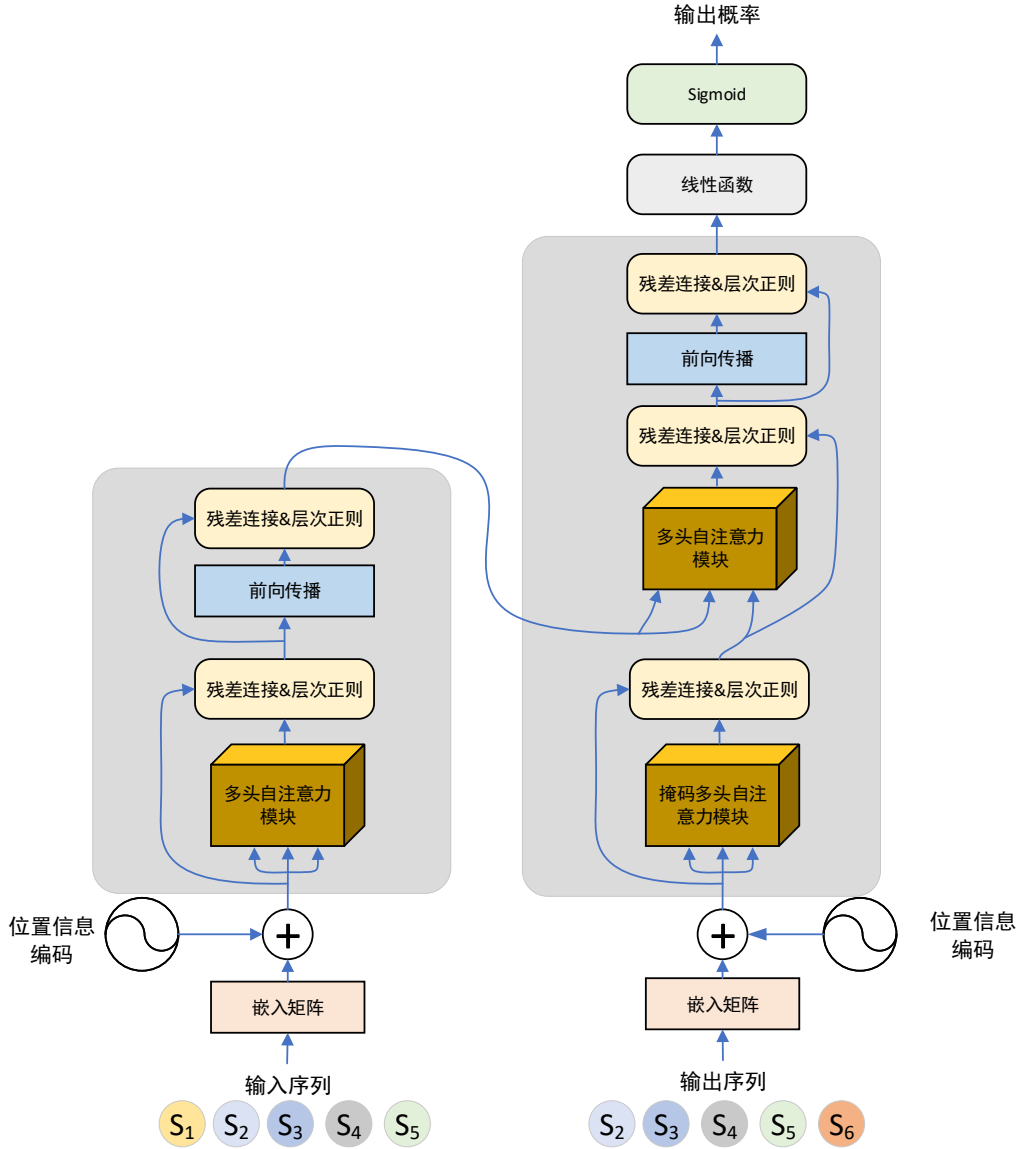 输出概率
Sigmoid
线性函数
残差连接&层次正则
前向传播
残差连接&层次正则
多头自注意力
模块
残差连接&层次正则
掩码多头自注
意力模块
残差连接&层次正则
前向传播
残差连接&层次正则
多头自注意力
模块
位置信息
编码
+
+
位置信息
编码
嵌入矩阵
嵌入矩阵
输入序列
输出序列
S1 S2 S3 S4 S5
S2 S3 S4 S5 S6